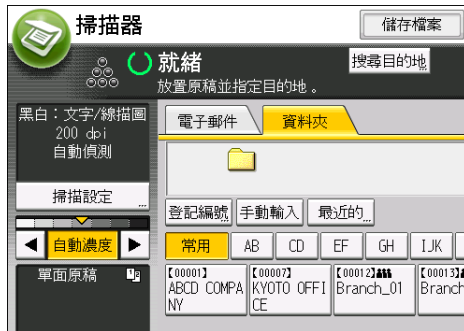 掃描器
儲存檔案
就緒
搜尋目的地
放置原稿並指定目的地。
黑白：文字/線描圖
200 dpi
自動偵測
電子郵件
資料夾
掃描設定
登記編號
手動輸入
最近的
自動濃度
常用
AB
CD
EF
GH
IJK
單面原稿
【00001】
ABCD COMPA
NY
【00007】
KYOTO OFFI
CE
【00012】
Branch_01
【00013】
Branch